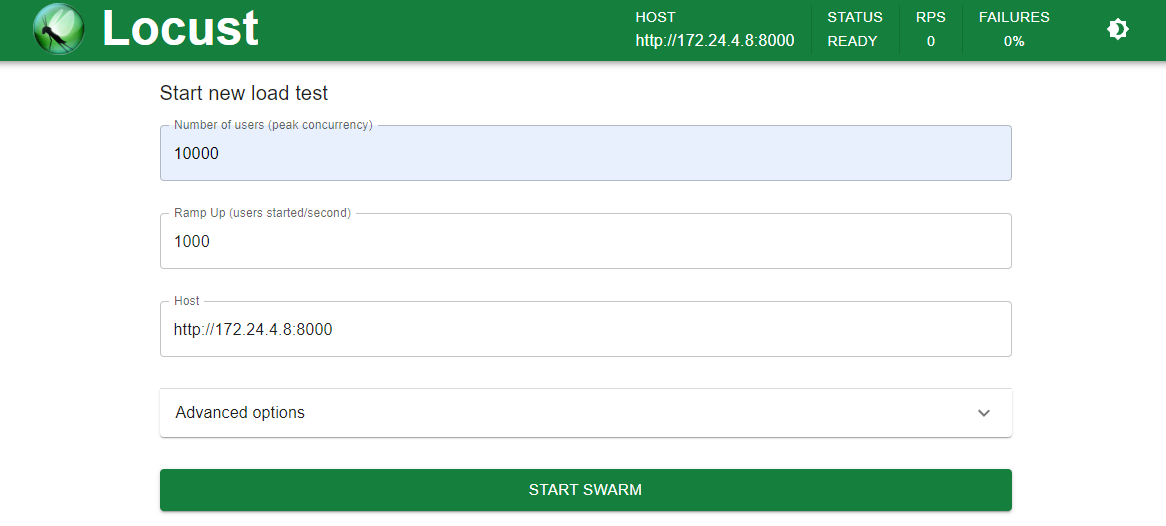 Locust
HOST
http://172.24.4.8:8000
STATUS
READY
RPS
0
FAILURES
0%
Start new load test
Number of users (peak concurrency)
10000
Ramp Up (users started/second)
1000
Host
http://172.24.4.8:8000
Advanced options
START SWARM